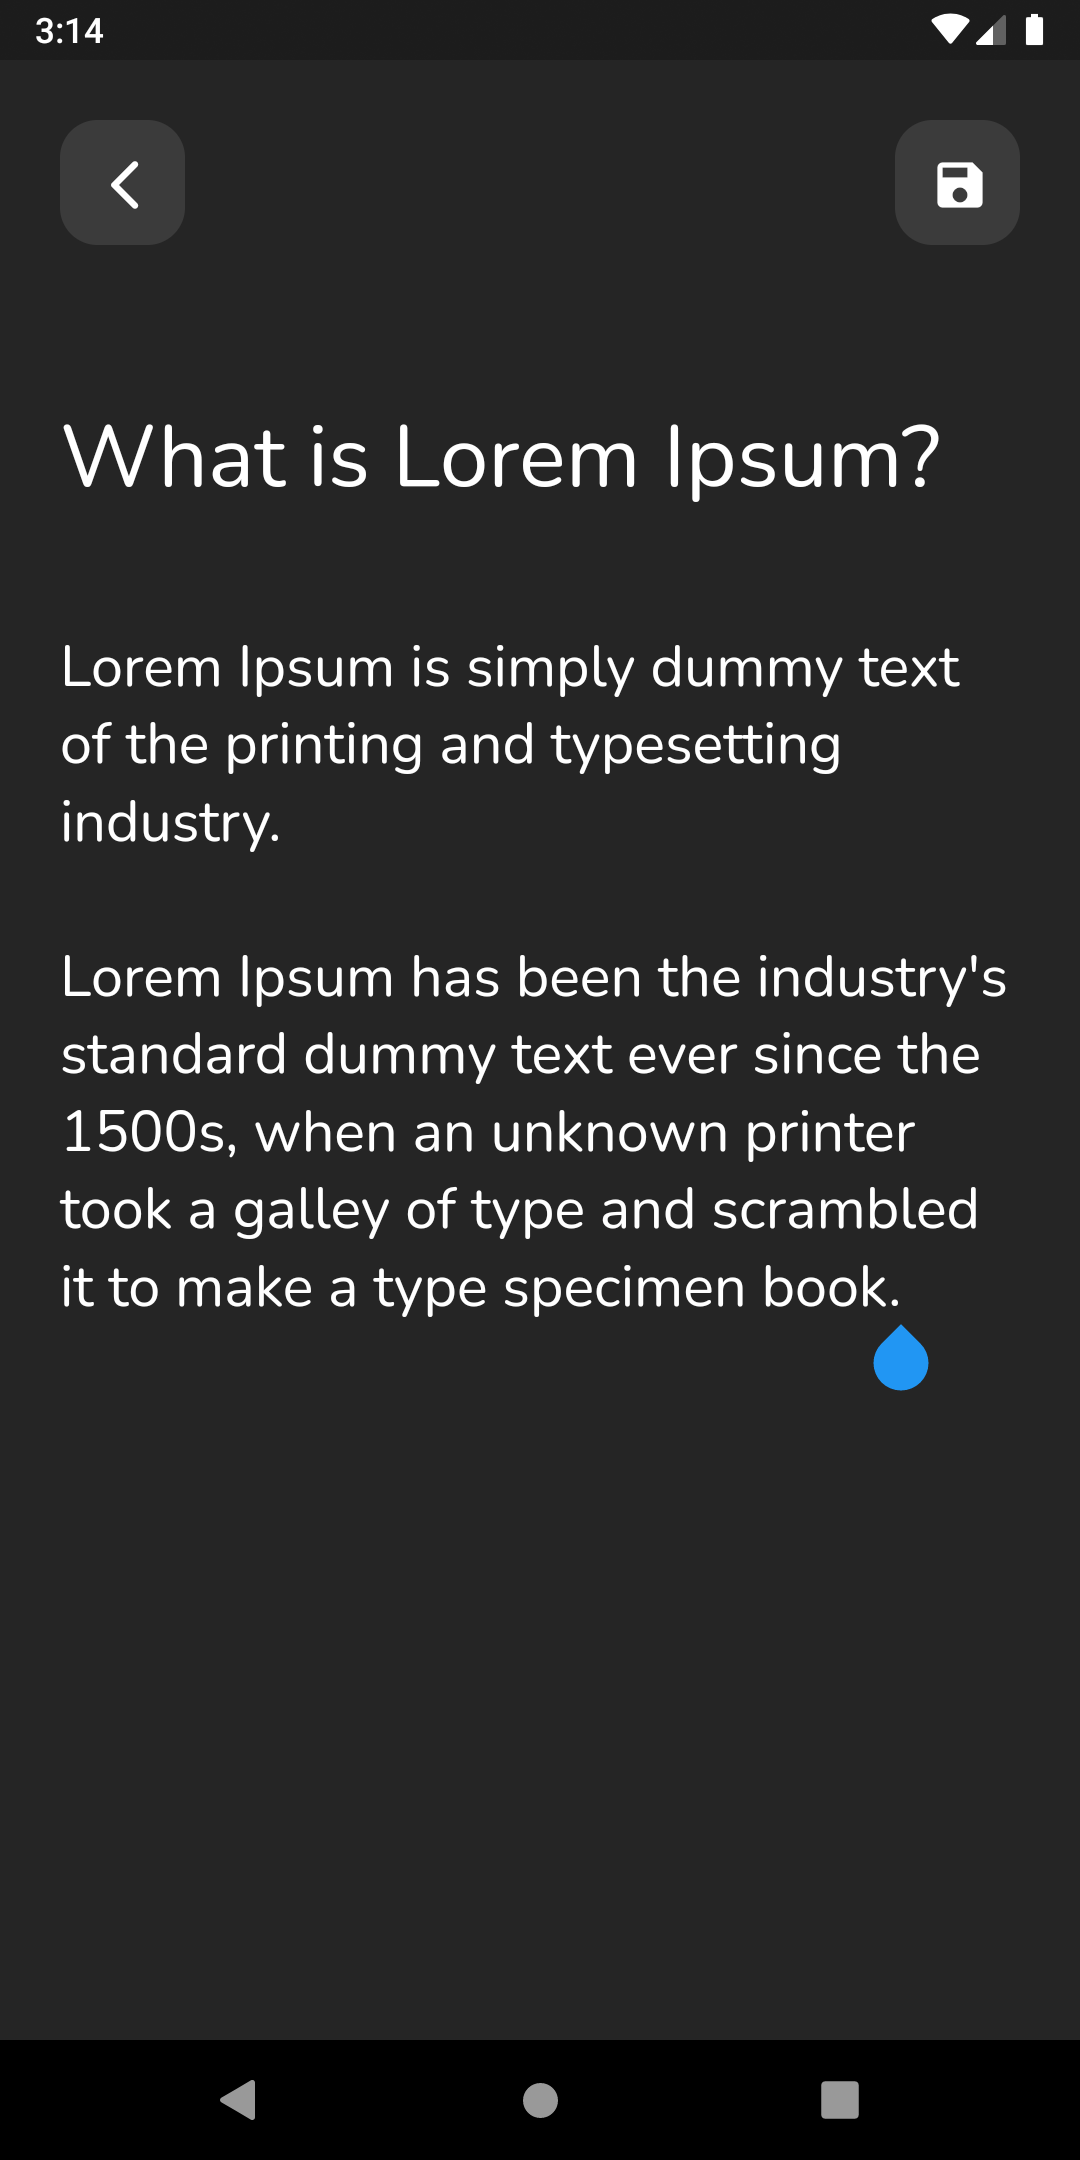 3:14
What is Lorem Ipsum?
Lorem Ipsum is simply dummy text
of the printing and typesetting
industry.
Lorem Ipsum has been the industry's
standard dummy text ever since the
1500s, when an unknown printer
took a galley of type and scrambled
it to make a type specimen book.